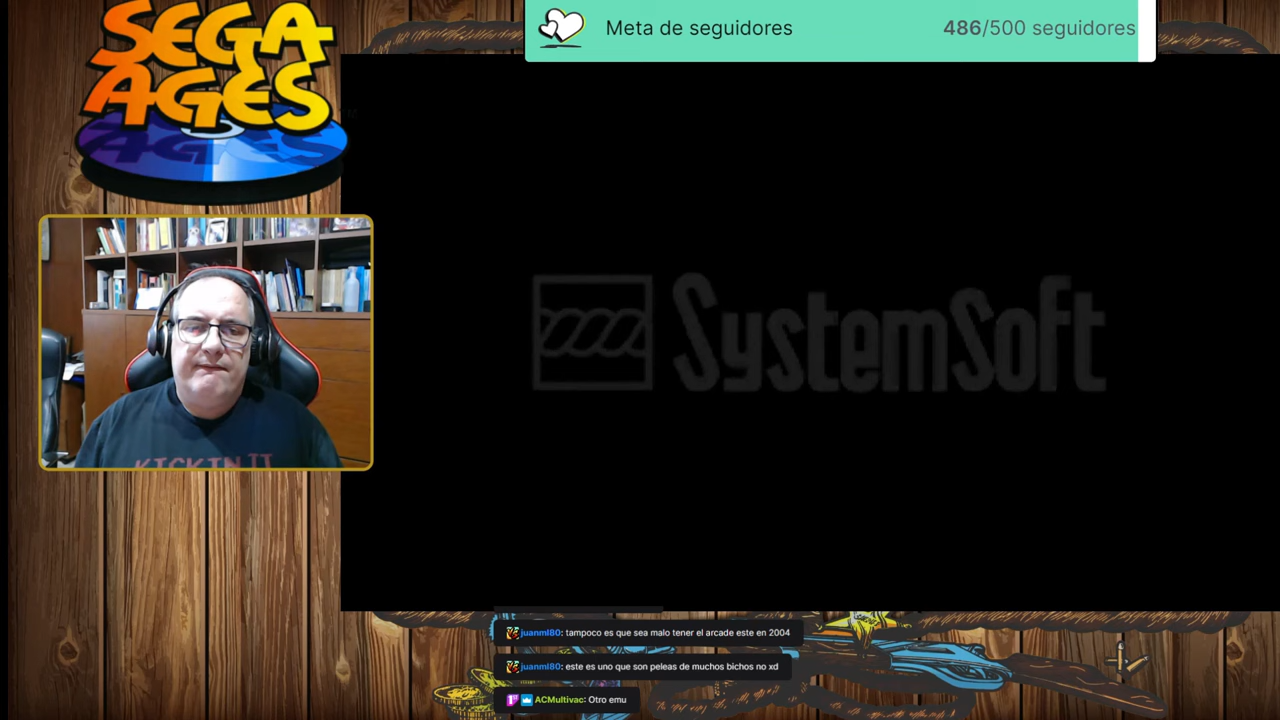 SEGA
AGES
Meta de seguidores
486/500 seguidores
SystemSoft
KICKIN IT
juanml80: tampoco es que sea malo tener el arcade este en 2004
juanml80: este es uno que son peleas de muchos bichos no xd
ACMultivac: Otro emu